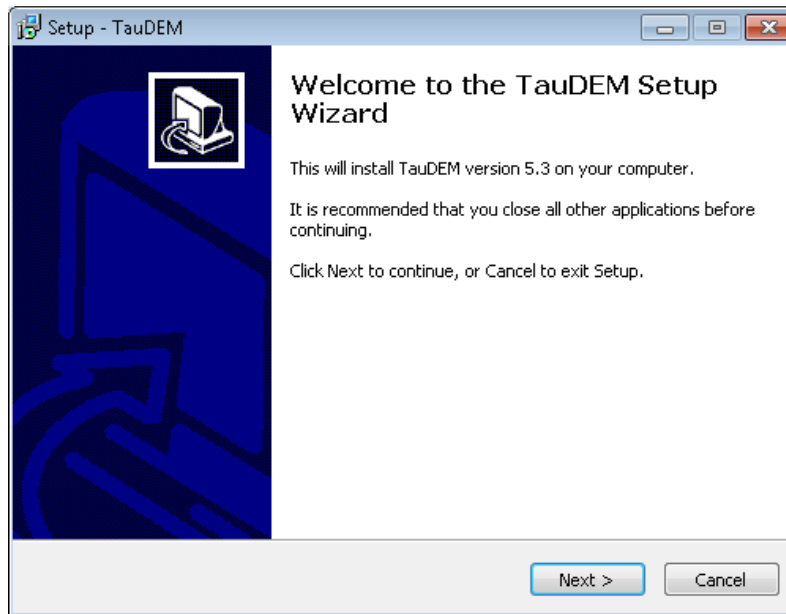 Setup - TauDEM
Welcome to the TauDEM Setup
Wizard
This will install TauDEM version 5.3 on your computer.
It is recommended that you close all other applications before
continuing.
Click Next to continue, or Cancel to exit Setup.
Next >
Cancel